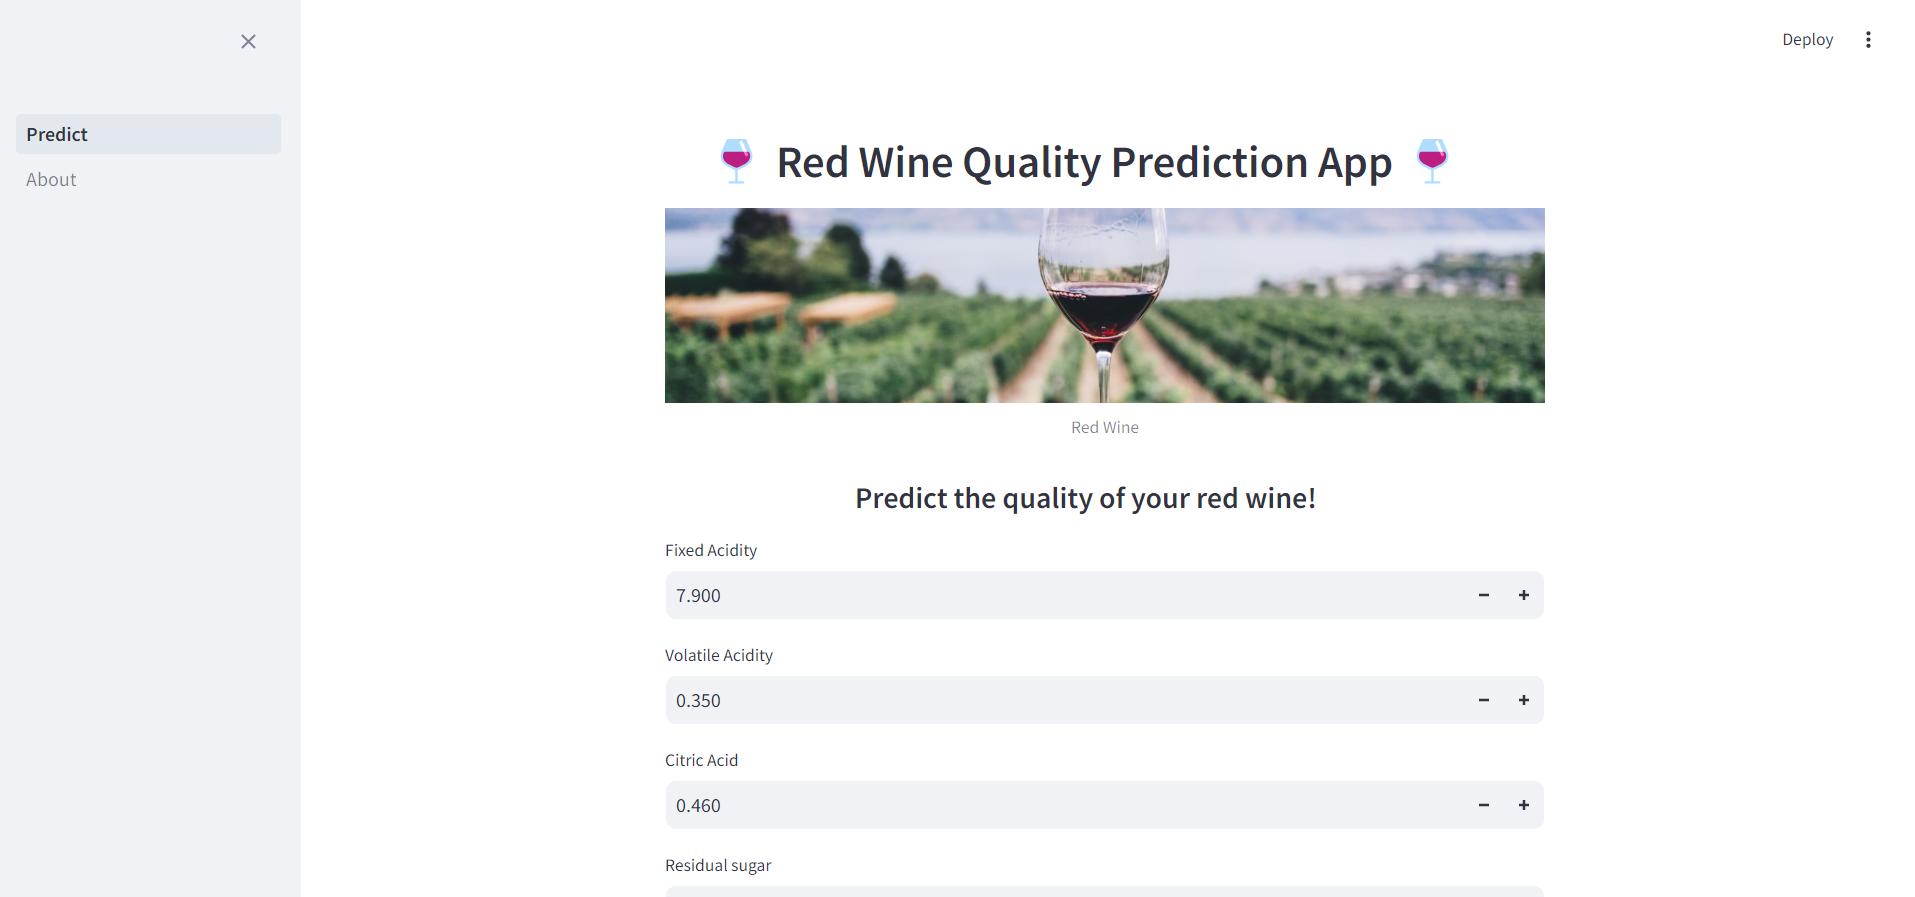 Deploy
Predict
About
Red Wine Quality Prediction App
Red Wine
Predict the quality of your red wine!
Fixed Acidity
7.900
Volatile Acidity
0.350
Citric Acid
0.460
Residual sugar